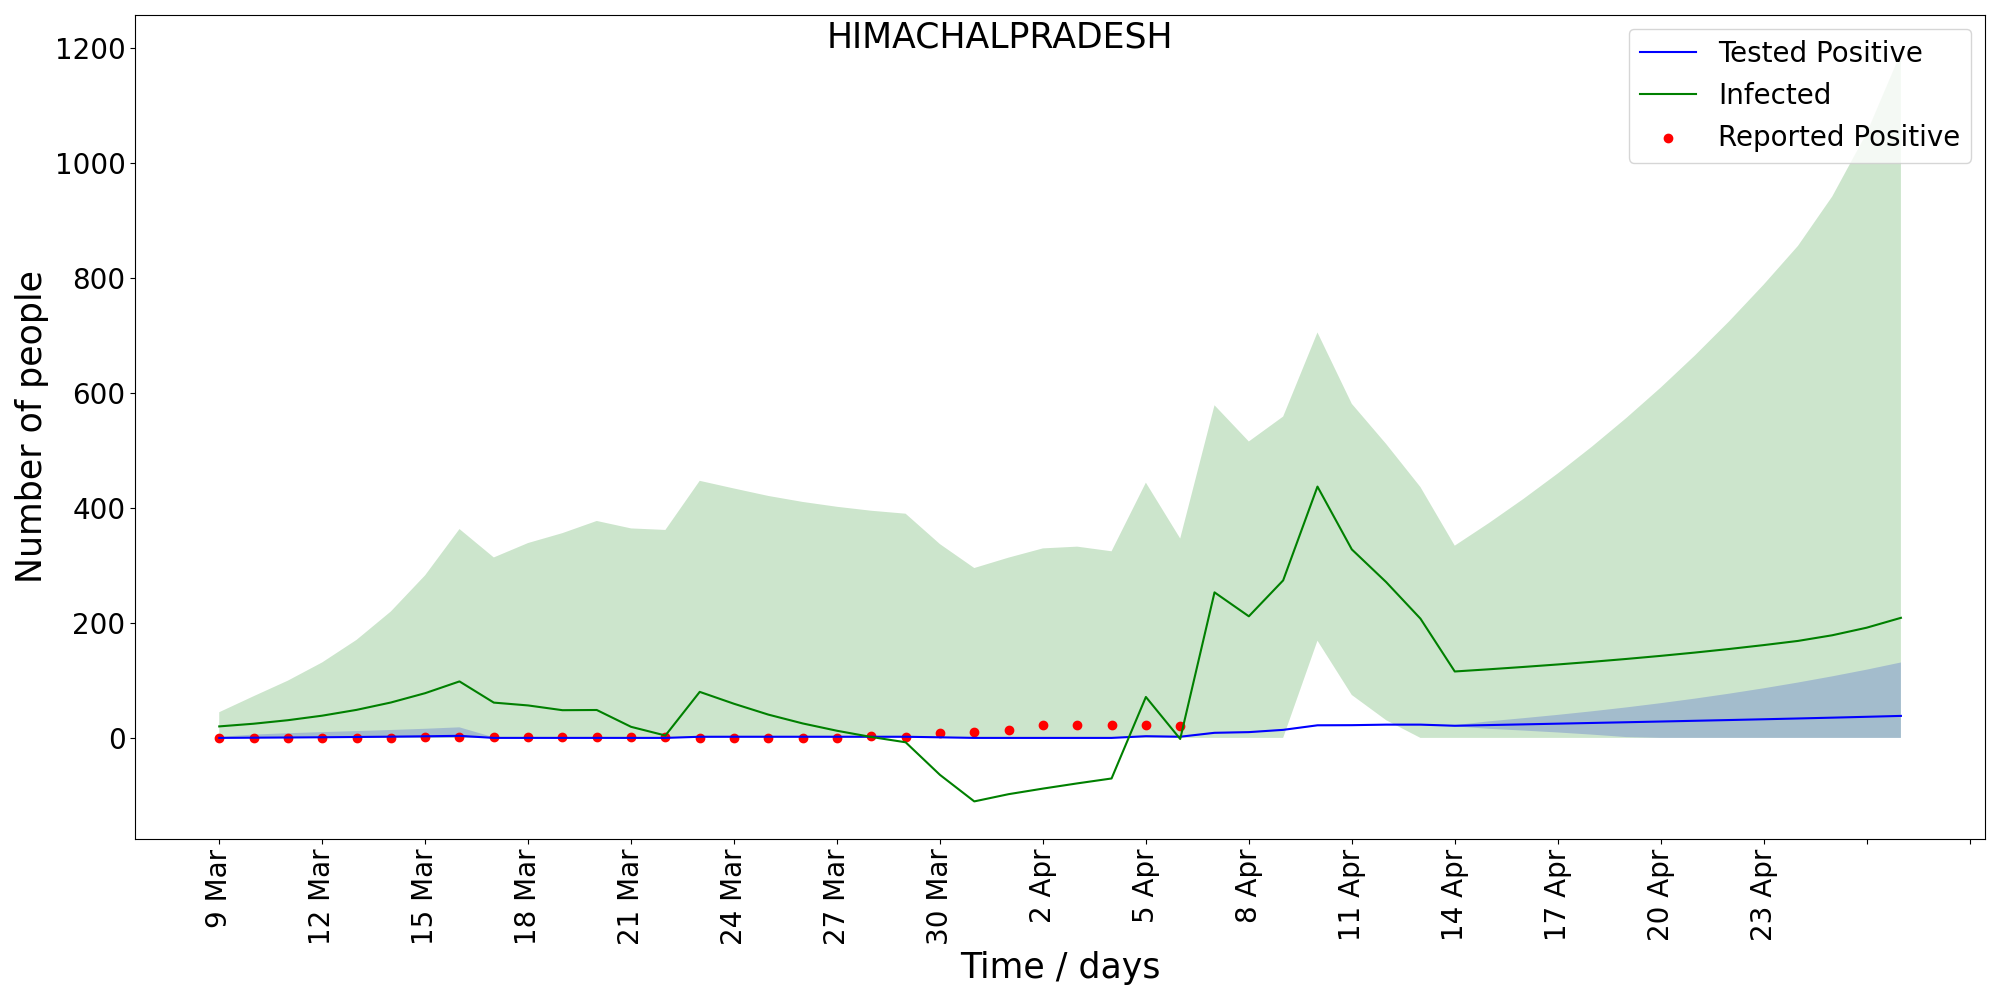 HIMACHALPRADESH
Tested Positive
Infected
Reported Positive
Number of people
1200
1000
800
600
400
200
0
9 Mar
12 Mar
15 Mar
18 Mar
21 Mar
24 Mar
27 Mar
30 Mar
2 Apr
5 Apr
8 Apr
11 Apr
14 Apr
17 Apr
20 Apr
23 Apr
Time / days